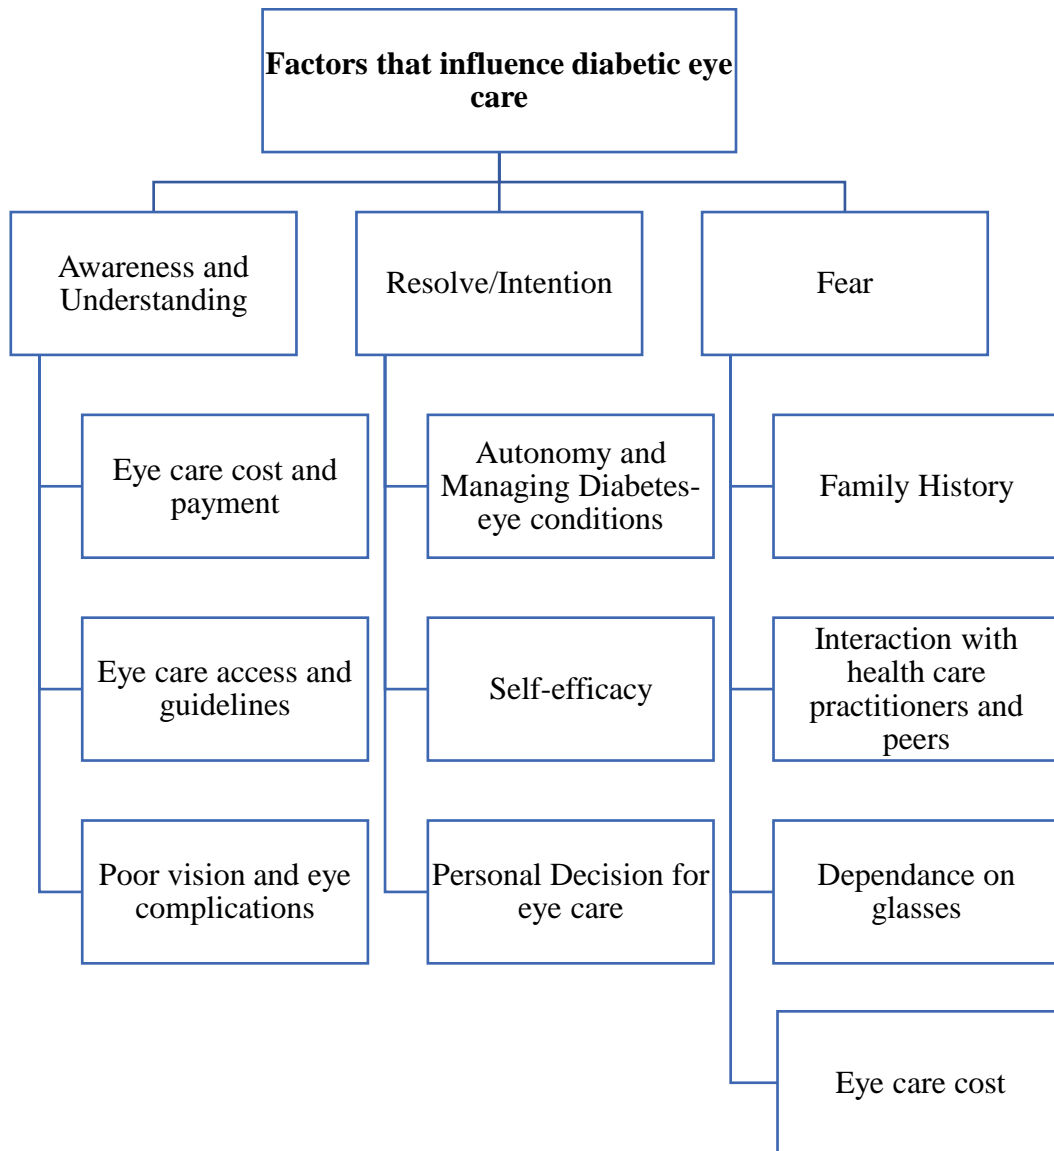 Factors that influence diabetic eye
care
Awareness and
Understanding
Resolve/Intention
Fear
Eye care cost and
payment
Autonomy and
Managing Diabetes-
eye conditions
Family History
Eye care access and
guidelines
Self-efficacy
Interaction with
health care
practitioners and
peers
Poor vision and eye
complications
Personal Decision for
eye care
Dependance on
glasses
Eye care cost